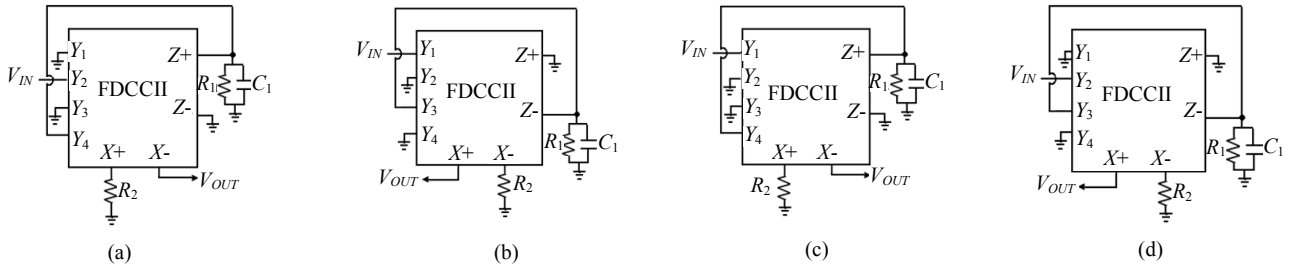 V_IN Y1 Y2 Y3 Y4 FDCCII Z+ Z- X+ X- R1 C1 R2 V_OUT
V_IN Y1 Y2 Y3 Y4 FDCCII Z+ Z- X+ X- R1 C1 R2 V_OUT
V_IN Y1 Y2 Y3 Y4 FDCCII Z+ Z- X+ X- R1 C1 R2 V_OUT
V_IN Y1 Y2 Y3 Y4 FDCCII Z+ Z- X+ X- R1 C1 R2 V_OUT
(a) (b) (c) (d)